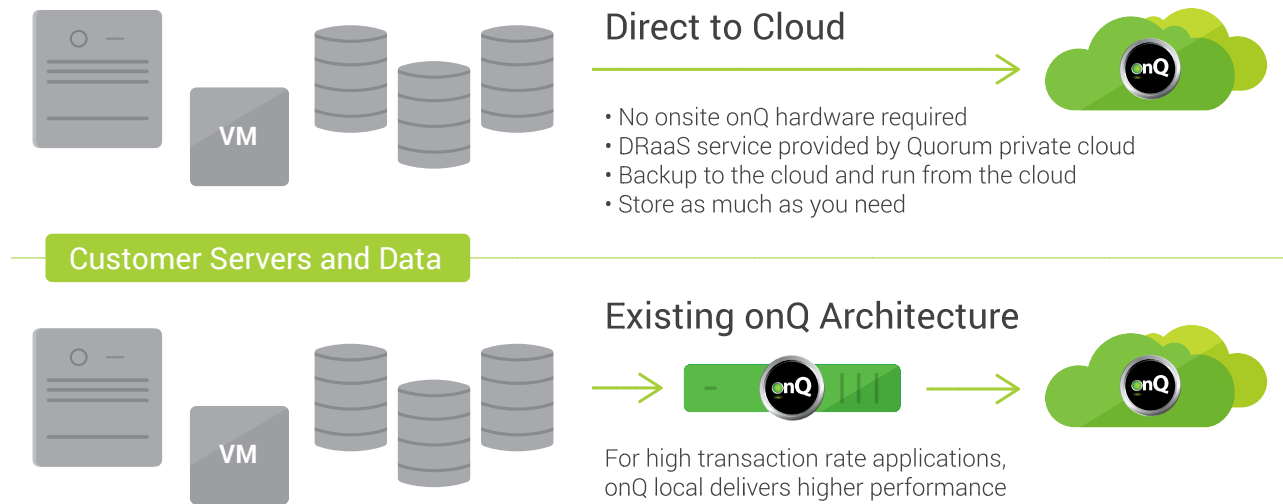 Direct to Cloud
onQ
VM
• No onsite onQ hardware required
• DRaaS service provided by Quorum private cloud
• Backup to the cloud and run from the cloud
• Store as much as you need
Customer Servers and Data
Existing onQ Architecture
onQ
onQ
VM
For high transaction rate applications,
onQ local delivers higher performance